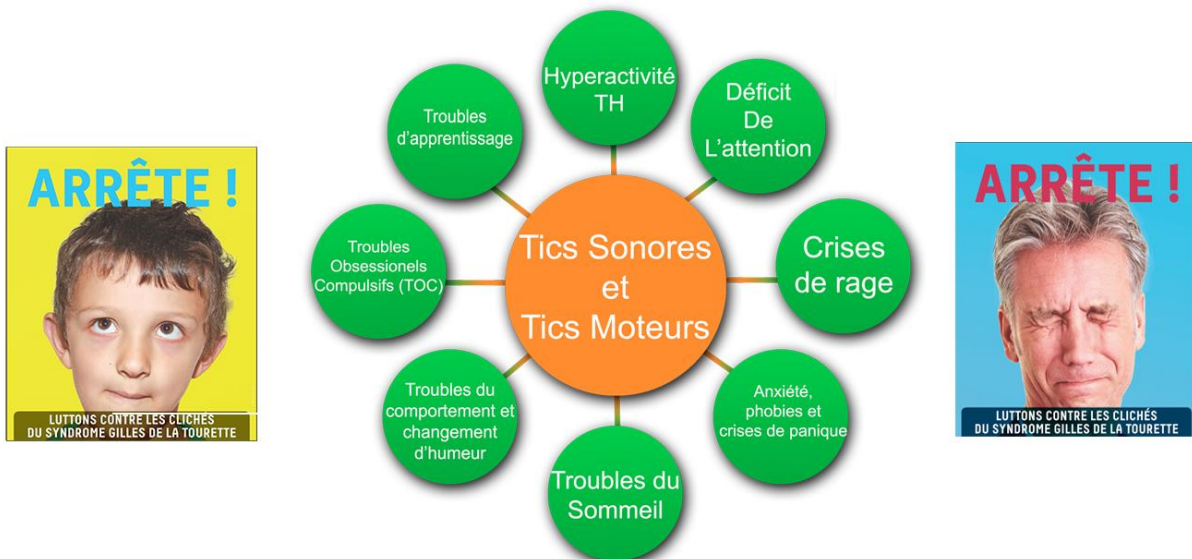 ARRÊTE !
LUTTONS CONTRE LES CLICHÉS
DU SYNDROME GILLES DE LA TOURETTE
Tics Sonores
et
Tics Moteurs
Hyperactivité
TH
Déficit
De
L'attention
Crises
de rage
Anxiété,
phobies et
crises de panique
Troubles du
Sommeil
Troubles du
comportement et
changement
d'humeur
Troubles
Obsessionels
Compulsifs (TOC)
Troubles
d'apprentissage
ARRÊTE !
LUTTONS CONTRE LES CLICHÉS
DU SYNDROME GILLES DE LA TOURETTE